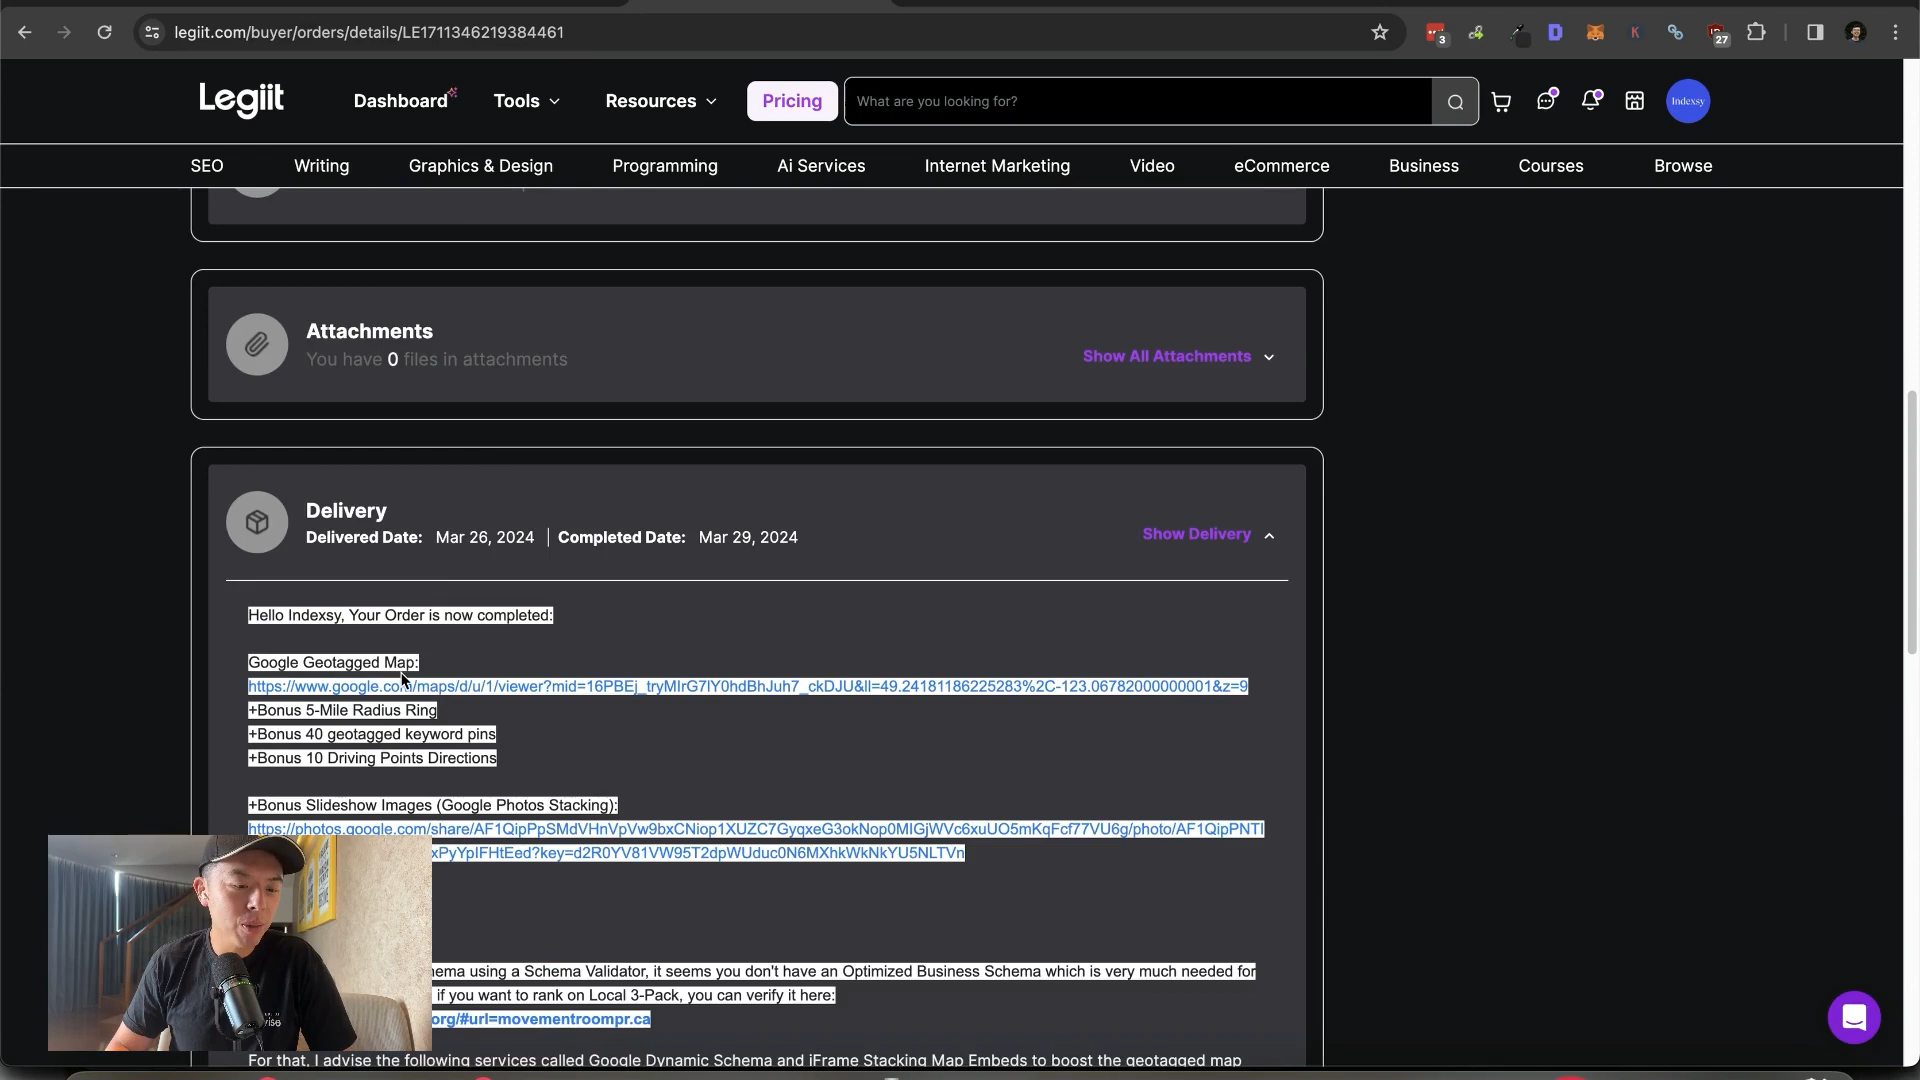 legiit.com/buyer/orders/details/LE1711346219384461
3
27
Legiit
Dashboard
Tools
Resources
Pricing
What are you looking for?
Indexsy
SEO
Writing
Graphics & Design
Programming
Ai Services
Internet Marketing
Video
eCommerce
Business
Courses
Browse
Attachments
You have 0 files in attachments
Show All Attachments
Delivery
Delivered Date: Mar 26, 2024 | Completed Date: Mar 29, 2024
Show Delivery
Hello Indexsy, Your Order is now completed:
Google Geotagged Map:
https://www.google.com/maps/d/u/1/viewer?mid=16PBEj_tryMIrG7lY0hdBhJuh7_ckDJU&ll=49.24181186225283%2C-123.06782000000001&z=9
+Bonus 5-Mile Radius Ring
+Bonus 40 geotagged keyword pins
+Bonus 10 Driving Points Directions
+Bonus Slideshow Images (Google Photos Stacking):
https://photos.google.com/share/AF1QipPpSMdVHnVpVw9bxCNiop1XUZC7GyqxeG3okNop0MIGjWVc6xuUO5mKqFcf77VU6g/photo/AF1QipPNTI
xPyYpIFHtEed?key=d2R0YV81VW95T2dpWUduc0N6MXhkWkNkYU5NLTVn
ema using a Schema Validator, it seems you don't have an Optimized Business Schema which is very much needed for
if you want to rank on Local 3-Pack, you can verify it here:
org/#url=movementroompr.ca
For that, I advise the following services called Google Dynamic Schema and iFrame Stacking Map Embeds to boost the geotagged map